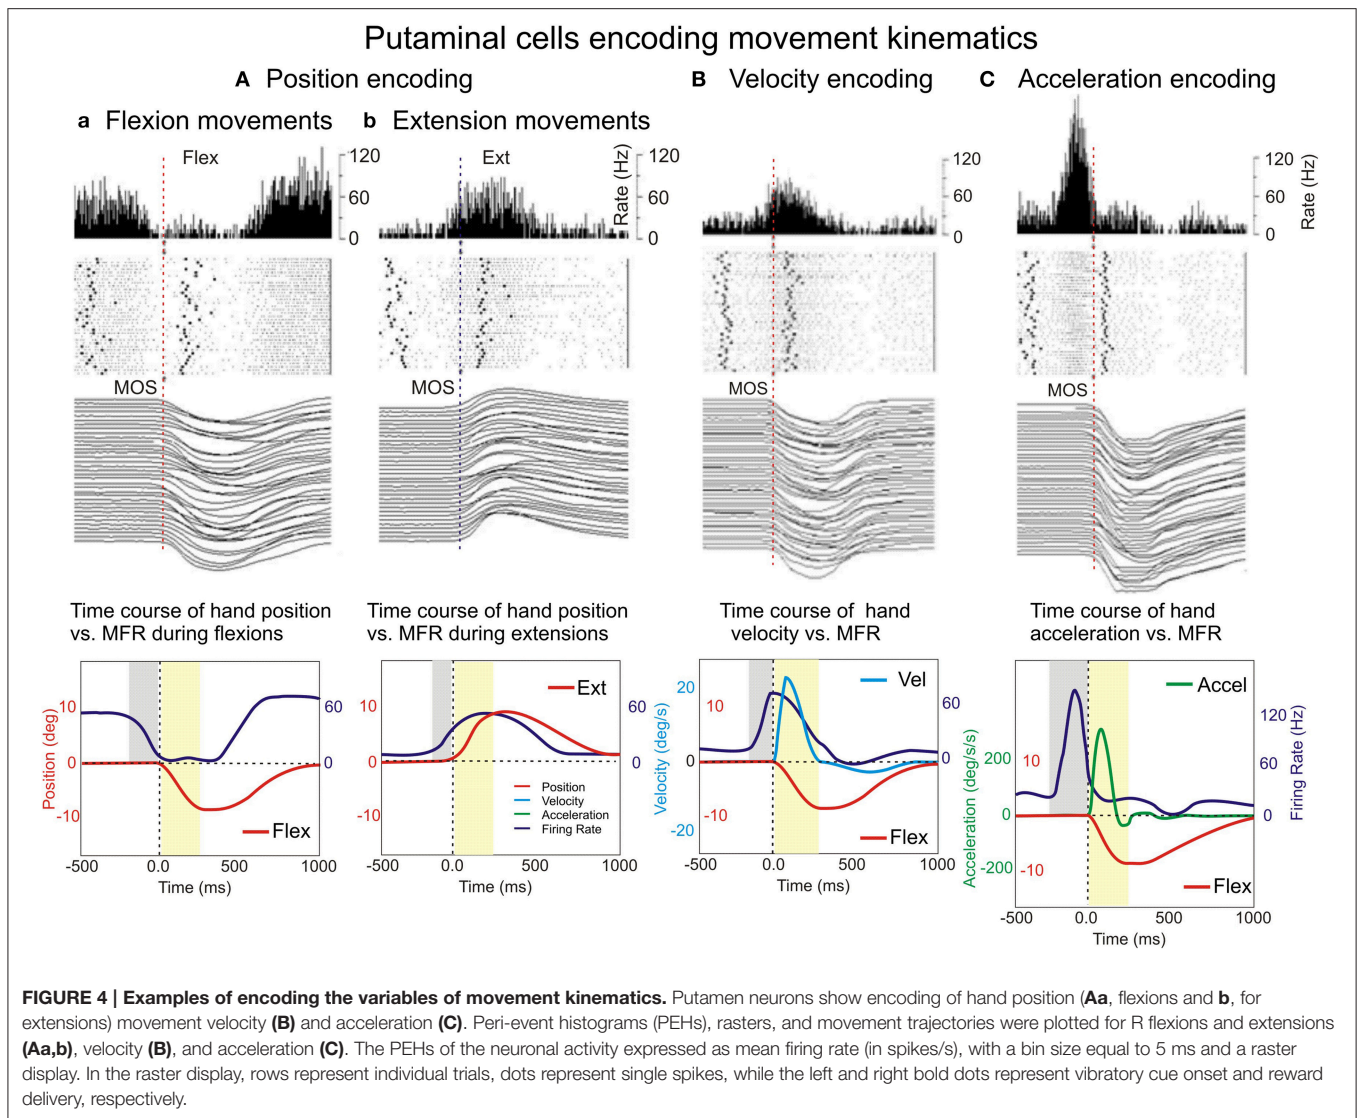 Putaminal cells encoding movement kinematics
A Position encoding
B Velocity encoding
C Acceleration encoding
a Flexion movements
b Extension movements
Flex
120
60
0
Ext
Rate (Hz)
120
60
0
120
60
0
120
60
0
Rate (Hz)
MOS
MOS
MOS
MOS
Time course of hand position
vs. MFR during flexions
Time course of hand position
vs. MFR during extensions
Time course of hand
velocity vs. MFR
Time course of hand
acceleration vs. MFR
Position (deg)
10
0
-10
60
0
Flex
-500
0.0
500
1000
Time (ms)
10
0
-10
Ext
60
0
Position
Velocity
Acceleration
Firing Rate
-500
0.0
500
1000
Time (ms)
Velocity (deg/s)
20
0
-20
10
-10
Vel
60
0
Flex
-500
0.0
500
1000
Time (ms)
Acceleration (deg/s/s)
200
0
-200
10
-10
Accel
120
60
0
Firing Rate (Hz)
Flex
-500
0.0
500
1000
Time (ms)
FIGURE 4 | Examples of encoding the variables of movement kinematics. Putamen neurons show encoding of hand position (Aa, flexions and b, for
extensions) movement velocity (B) and acceleration (C). Peri-event histograms (PEHs), rasters, and movement trajectories were plotted for R flexions and extensions
(Aa,b), velocity (B), and acceleration (C). The PEHs of the neuronal activity expressed as mean firing rate (in spikes/s), with a bin size equal to 5 ms and a raster
display. In the raster display, rows represent individual trials, dots represent single spikes, while the left and right bold dots represent vibratory cue onset and reward
delivery, respectively.